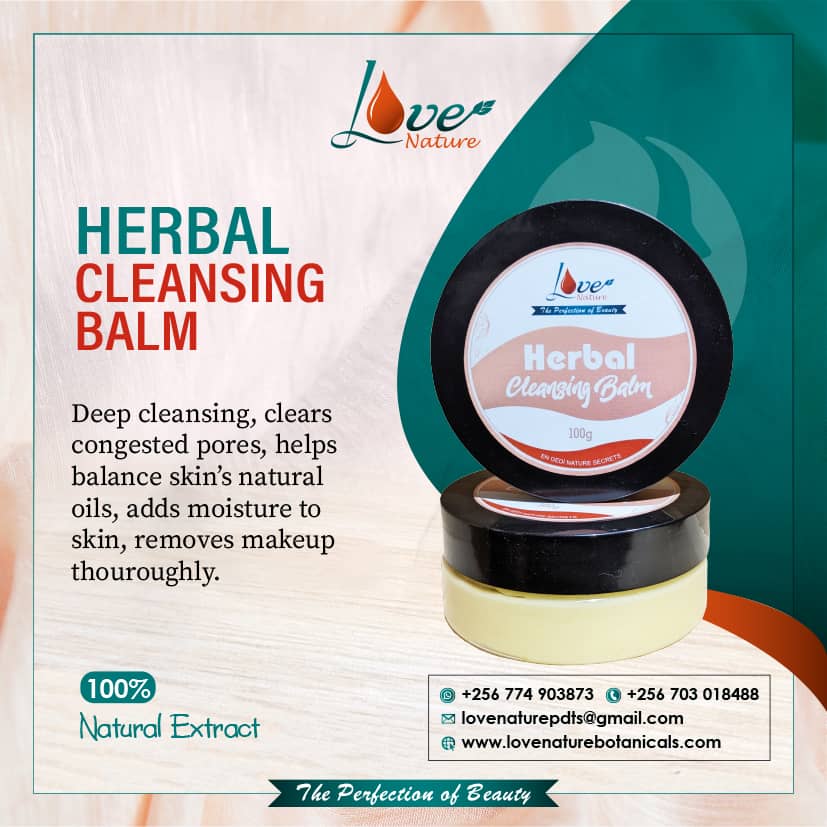 Love
Nature
HERBAL
CLEANSING
BALM
Deep cleansing, clears
congested pores, helps
balance skin’s natural
oils, adds moisture to
skin, removes makeup
thouroughly.
100%
Natural Extract
Love
Nature
The Perfection of Beauty
Herbal
Cleansing Balm
100g
EN GEDI NATURE SECRETS
+256 774 903873 +256 703 018488
lovenaturepdts@gmail.com
www.lovenaturebotanicals.com
The Perfection of Beauty